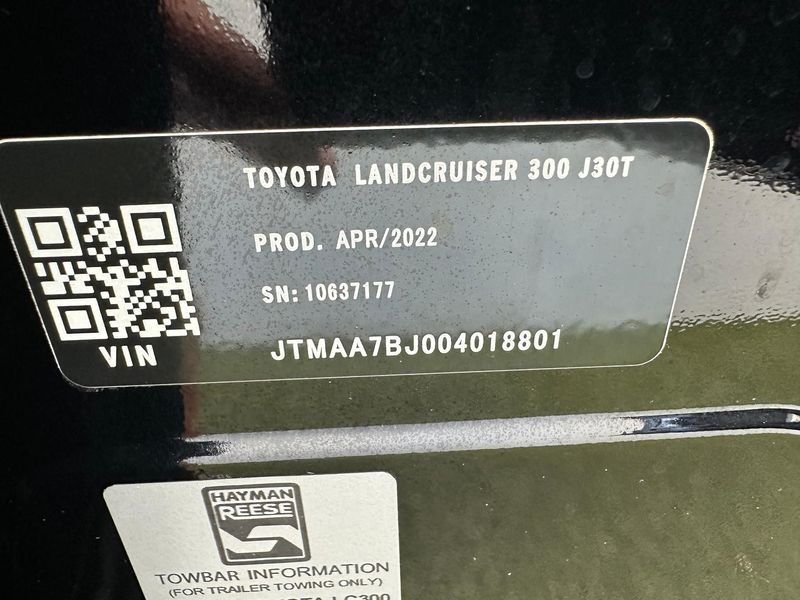 TOYOTA LANDCRUISER 300 J30T
PROD. APR/2022
SN: 10637177
VIN
JTMAA7BJ004018801
HAYMAN
REESE
TOWBAR INFORMATION
(FOR TRAILER TOWING ONLY)
LC300